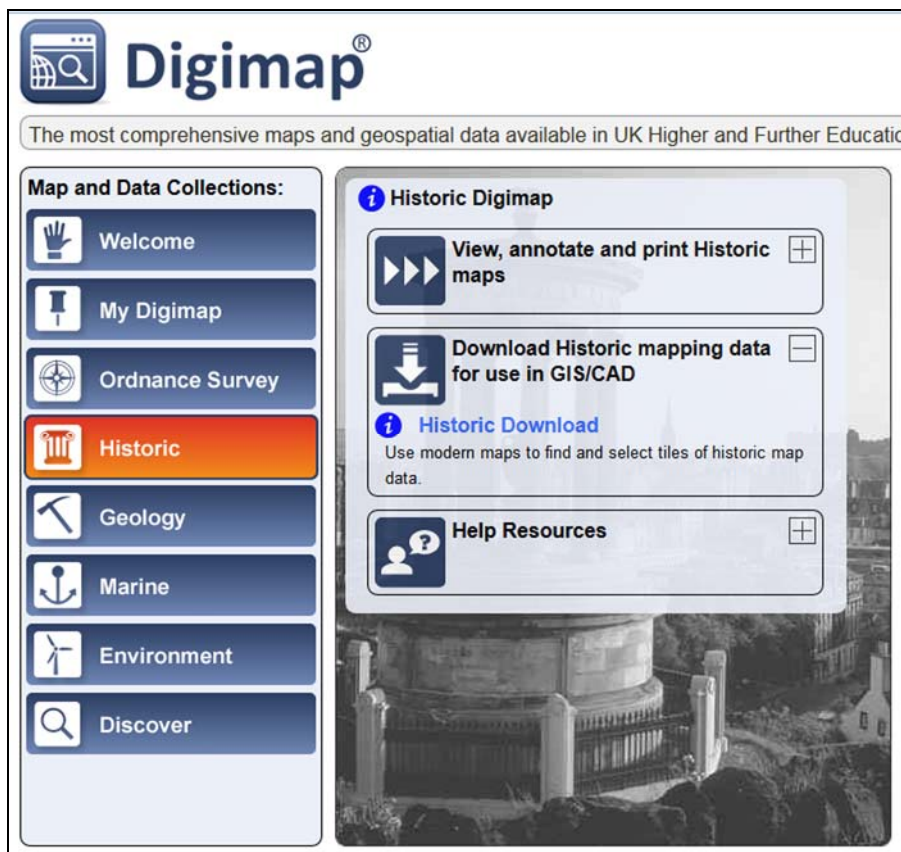 Digimap®
The most comprehensive maps and geospatial data available in UK Higher and Further Educatio
Map and Data Collections:
Welcome
My Digimap
Ordnance Survey
Historic
Geology
Marine
Environment
Discover
i Historic Digimap
View, annotate and print Historic
maps
Download Historic mapping data
for use in GIS/CAD
i Historic Download
Use modern maps to find and select tiles of historic map
data.
Help Resources